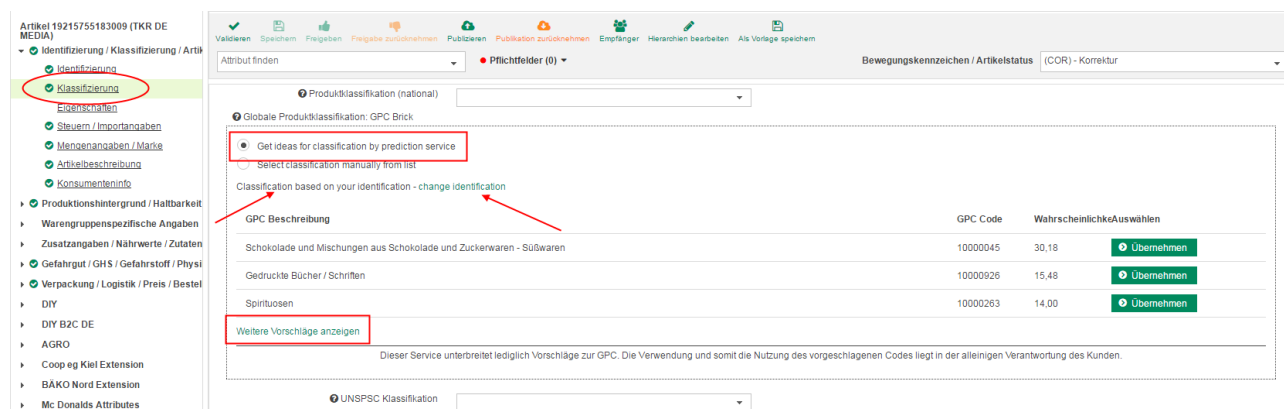 Artikel 19215755183009 (TKR DE
MEDIA)
Identifizierung / Klassifizierung / Artik
Identifizierung
Klassifizierung
Eigenschaften
Steuern / Importangaben
Mengenangaben / Marke
Artikelbeschreibung
Konsumenteninfo
Produktionshintergrund / Haltbarkeit
Warengruppenspezifische Angaben
Zusatzangaben / Nährwerte / Zutaten
Gefahrgut / GHS / Gefahrstoff / Physi
Verpackung / Logistik / Preis / Bestel
DIY
DIY B2C DE
AGRO
Coop eg Kiel Extension
BÄKO Nord Extension
Mc Donalds Attributes
Validieren Speichern Freigeben Freigabe zurücknehmen Publizieren Publikation zurücknehmen Empfänger Hierarchien bearbeiten Als Vorlage speichern
Attribut finden Pflichtfelder (0) Bewegungskennzeichen / Artikelstatus (COR) - Korrektur
Produktklassifikation (national)
Globale Produktklassifikation: GPC Brick
Get ideas for classification by prediction service
Select classification manually from list
Classification based on your identification - change identification
GPC Beschreibung GPC Code WahrscheinlichkeAuswählen
Schokolade und Mischungen aus Schokolade und Zuckerwaren - Süßwaren 10000045 30,18 Übernehmen
Gedruckte Bücher / Schriften 10000926 15,48 Übernehmen
Spirituosen 10000263 14,00 Übernehmen
Weitere Vorschläge anzeigen
Dieser Service unterbreitet lediglich Vorschläge zur GPC. Die Verwendung und somit die Nutzung des vorgeschlagenen Codes liegt in der alleinigen Verantwortung des Kunden.
UNSPSC Klassifikation